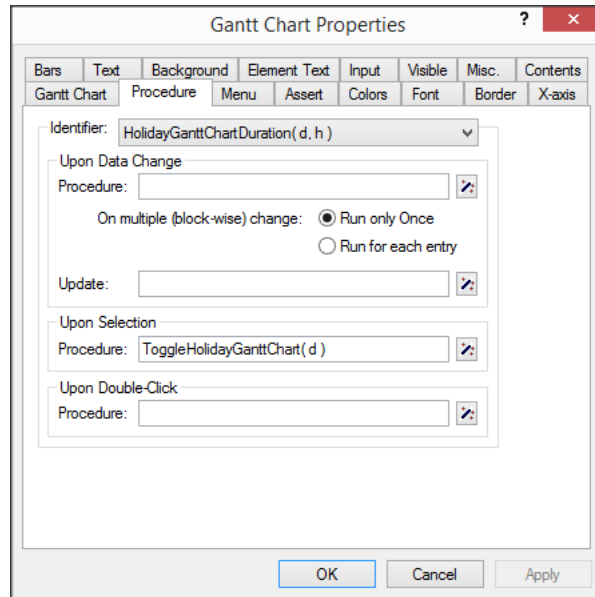 Gantt Chart Properties ?
Bars Text Background Element Text Input Visible Misc. Contents
Gantt Chart Procedure Menu Assert Colors Font Border X-axis
Identifier: HolidayGanttChartDuration( d, h )
Upon Data Change
Procedure:
On multiple (block-wise) change: Run only Once
Run for each entry
Update:
Upon Selection
Procedure: ToggleHolidayGanttChart( d )
Upon Double-Click
Procedure:
OK Cancel Apply